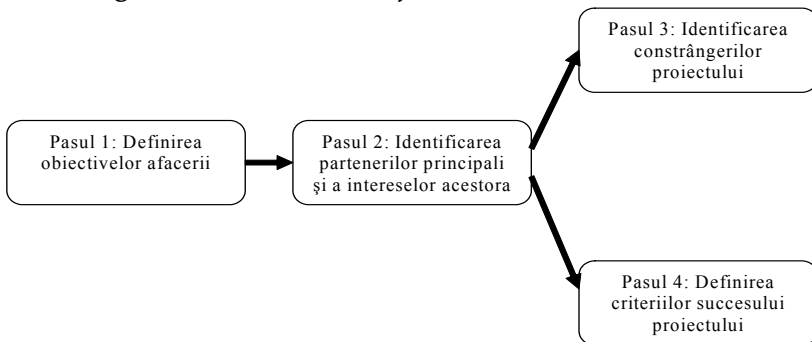 Pasul 3: Identificarea
constrângerilor
proiectului
Pasul 1: Definirea
obiectivelor afacerii
Pasul 2: Identificarea
partenerilor principali
şi a intereselor acestora
Pasul 4: Definirea
criteriilor succesului
proiectului